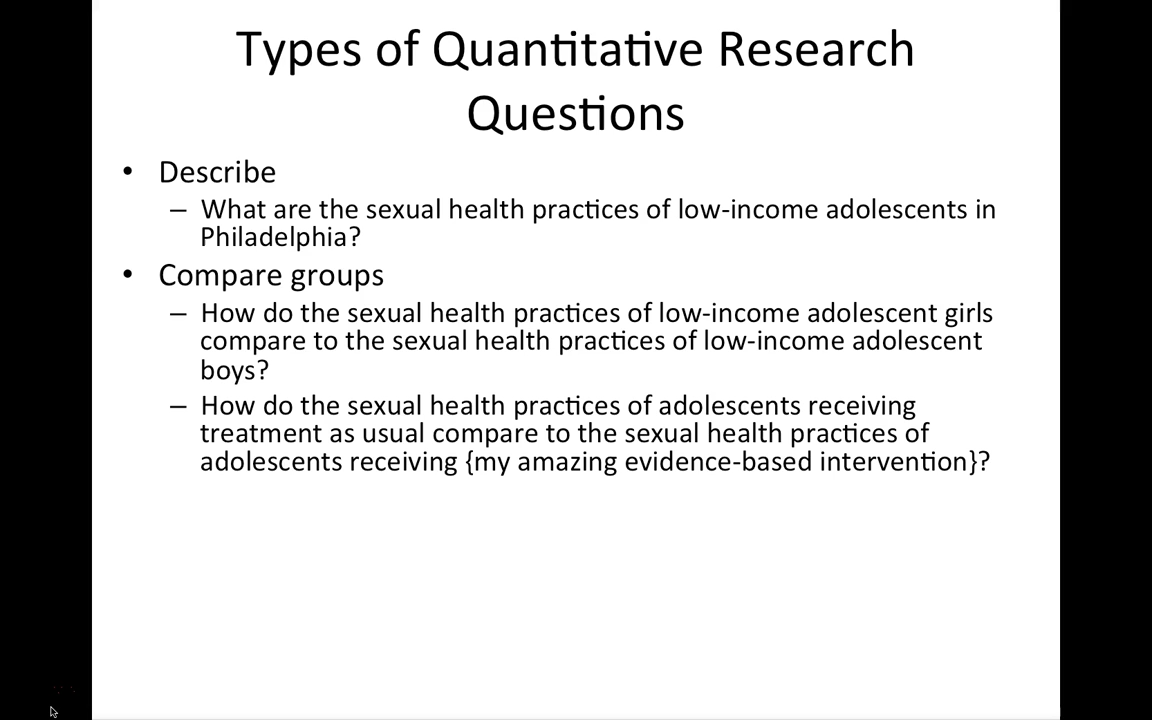 Types of Quantitative Research
Questions
• Describe
– What are the sexual health practices of low-income adolescents in
Philadelphia?
• Compare groups
– How do the sexual health practices of low-income adolescent girls
compare to the sexual health practices of low-income adolescent
boys?
– How do the sexual health practices of adolescents receiving
treatment as usual compare to the sexual health practices of
adolescents receiving {my amazing evidence-based intervention}?